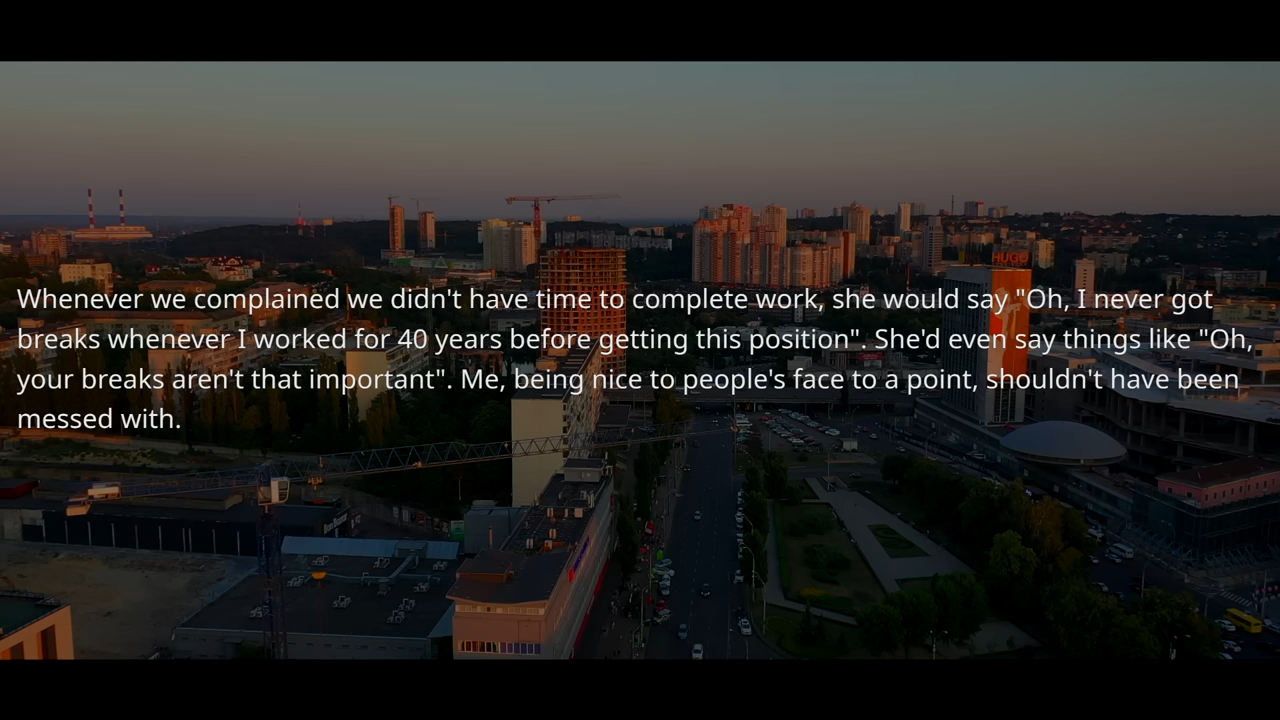 HUGO
Whenever we complained we didn't have time to complete work, she would say "Oh, I never got
breaks whenever I worked for 40 years before getting this position". She'd even say things like "Oh,
your breaks aren't that important". Me, being nice to people's face to a point, shouldn't have been
messed with.